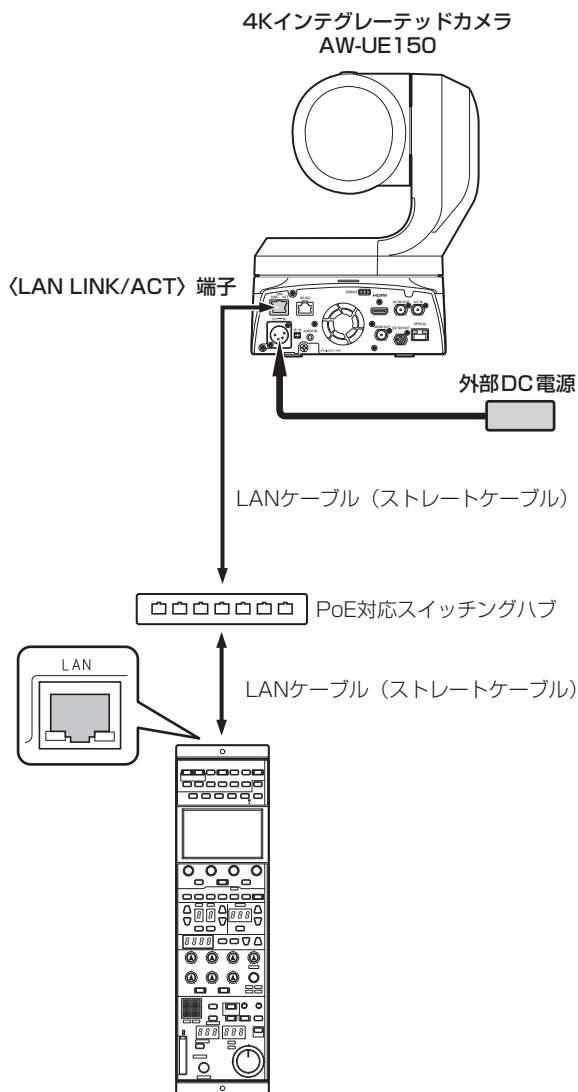 4Kインテグレーテッドカメラ
AW-UE150
〈LAN LINK/ACT〉端子
HDMI
外部DC電源
LANケーブル（ストレートケーブル）
PoE対応スイッチングハブ
LAN
LANケーブル（ストレートケーブル）